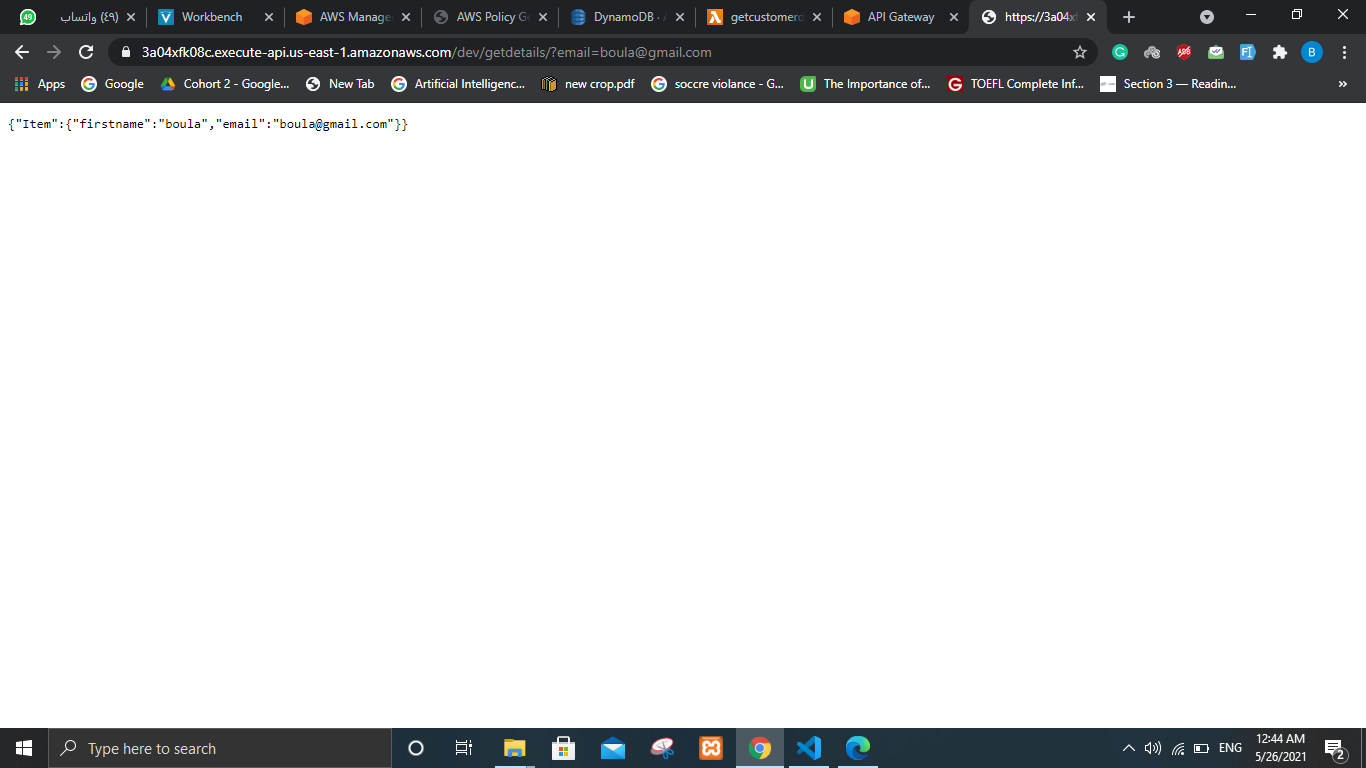 49 (٤٩) واتساب
Workbench
AWS Manage
AWS Policy Ge
DynamoDB · A
getcustomerd
API Gateway
https://3a04xf
3a04xfk08c.execute-api.us-east-1.amazonaws.com/dev/getdetails/?email=boula@gmail.com
B
Apps
Google
Cohort 2 - Google...
New Tab
Artificial Intelligenc...
new crop.pdf
soccre violance - G...
The Importance of...
TOEFL Complete Inf...
Section 3 — Readin...
»
{"Item":{"firstname":"boula","email":"boula@gmail.com"}}
Type here to search
ENG
12:44 AM
5/26/2021
2